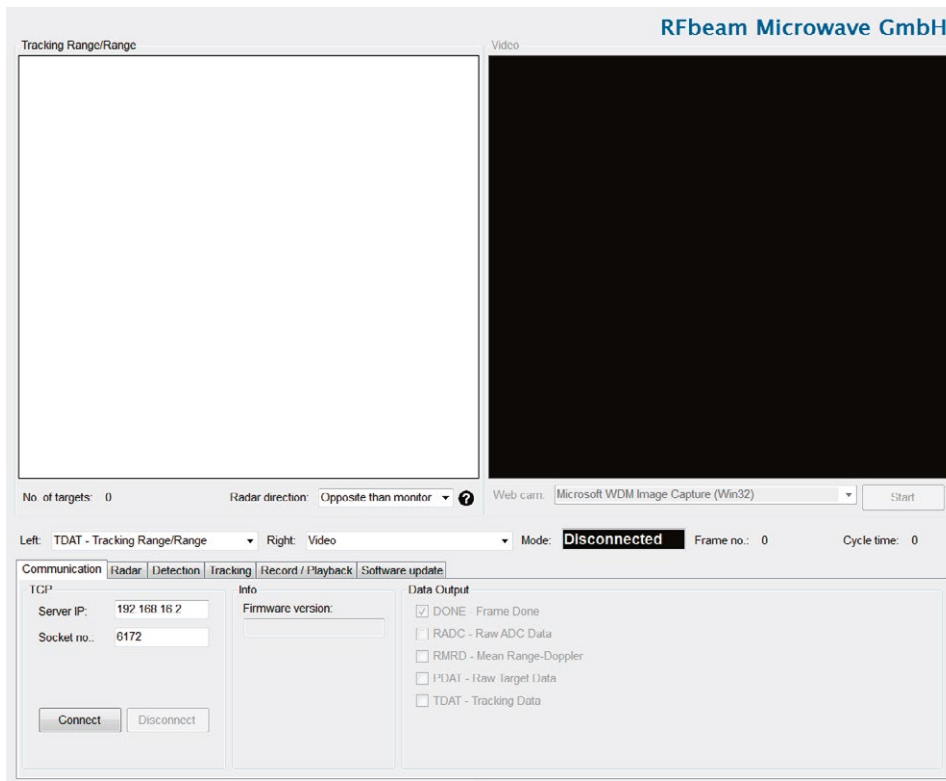 RFbeam Microwave GmbH
Tracking Range/Range
Video
No. of targets: 0
Radar direction: Opposite than monitor ?
Web cam: Microsoft WDM Image Capture (Win32)
Start
Left: TDAT - Tracking Range/Range
Right: Video
Mode: Disconnected
Frame no.: 0
Cycle time: 0
Communication Radar Detection Tracking Record / Playback Software update
TCP
Server IP: 192.168.16.2
Socket no.: 6172
Connect Disconnect
Info
Firmware version:
Data Output
DONE - Frame Done
RADC - Raw ADC Data
RMRD - Mean Range-Doppler
PDAT - Raw Target Data
TDAT - Tracking Data